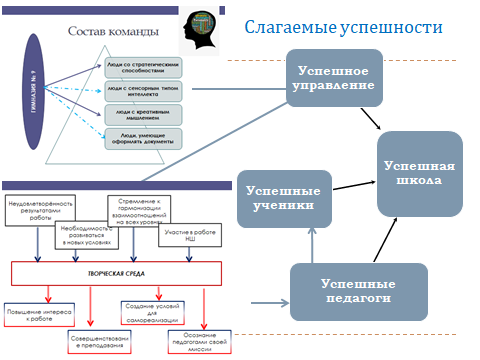 Состав команды
ГИМНАЗИЯ № 9
Люди со стратегическими
способностями
люди с сенсорным типом
интеллекта
люди с креативным
мышлением
Люди, умеющие
оформлять документы
Слагаемые успешности
Успешное
управление
Успешная
школа
Успешные
ученики
Успешные
педагоги
Неудовлетворённость
результатами
работы
Необходимость
развиваться
в новых условиях
Стремление к
гармонизации
взаимоотношений
на всех уровнях
Участие в работе
НШ
ТВОРЧЕСКАЯ СРЕДА
Повышение интереса
к работе
Совершенствовани
е преподавания
Создание условий
для
самореализации
Осознание
педагогами своей
миссии